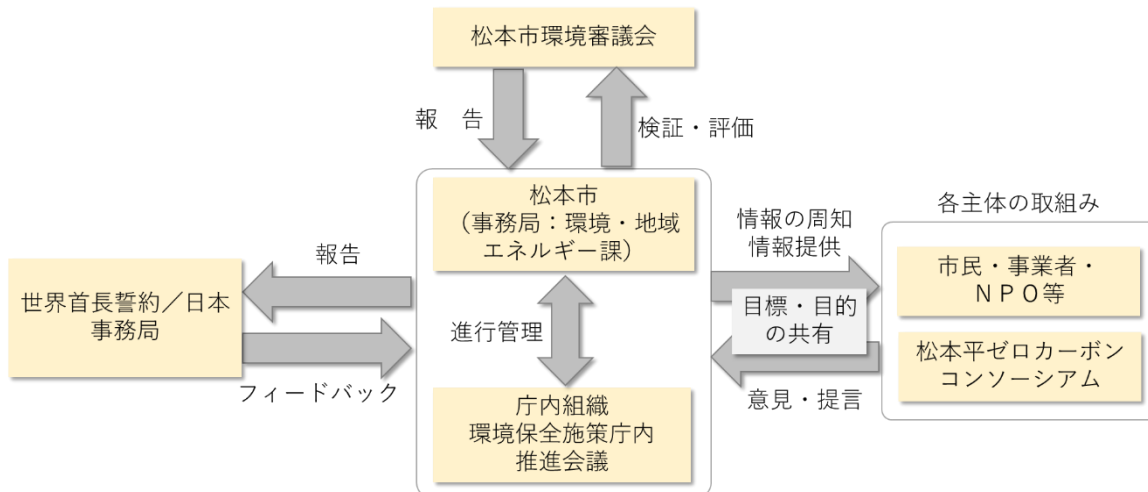 松本市環境審議会
報　告
検証・評価
松本市
（事務局：環境・地域
エネルギー課）
進行管理
庁内組織
環境保全施策庁内
推進会議
報告
世界首長誓約／日本
事務局
フィードバック
情報の周知
情報提供
目標・目的
の共有
意見・提言
各主体の取組み
市民・事業者・
ＮＰＯ等
松本平ゼロカーボン
コンソーシアム